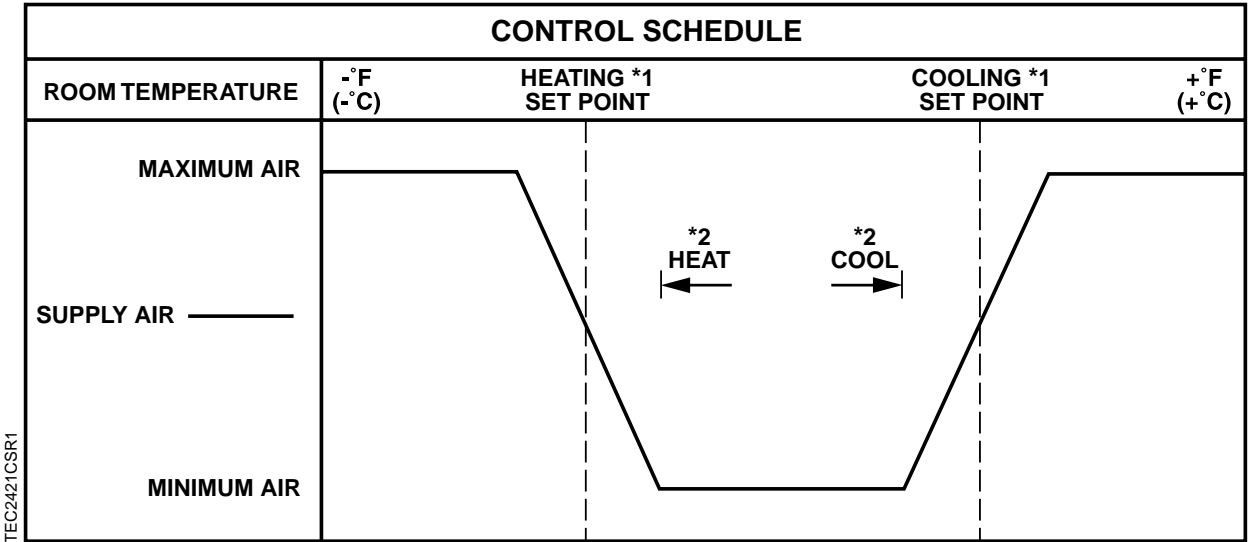 CONTROL SCHEDULE
ROOM TEMPERATURE
-°F
(-°C)
HEATING *1
SET POINT
COOLING *1
SET POINT
+°F
(+°C)
MAXIMUM AIR
*2
HEAT
*2
COOL
SUPPLY AIR
MINIMUM AIR
TEC2421CSR1